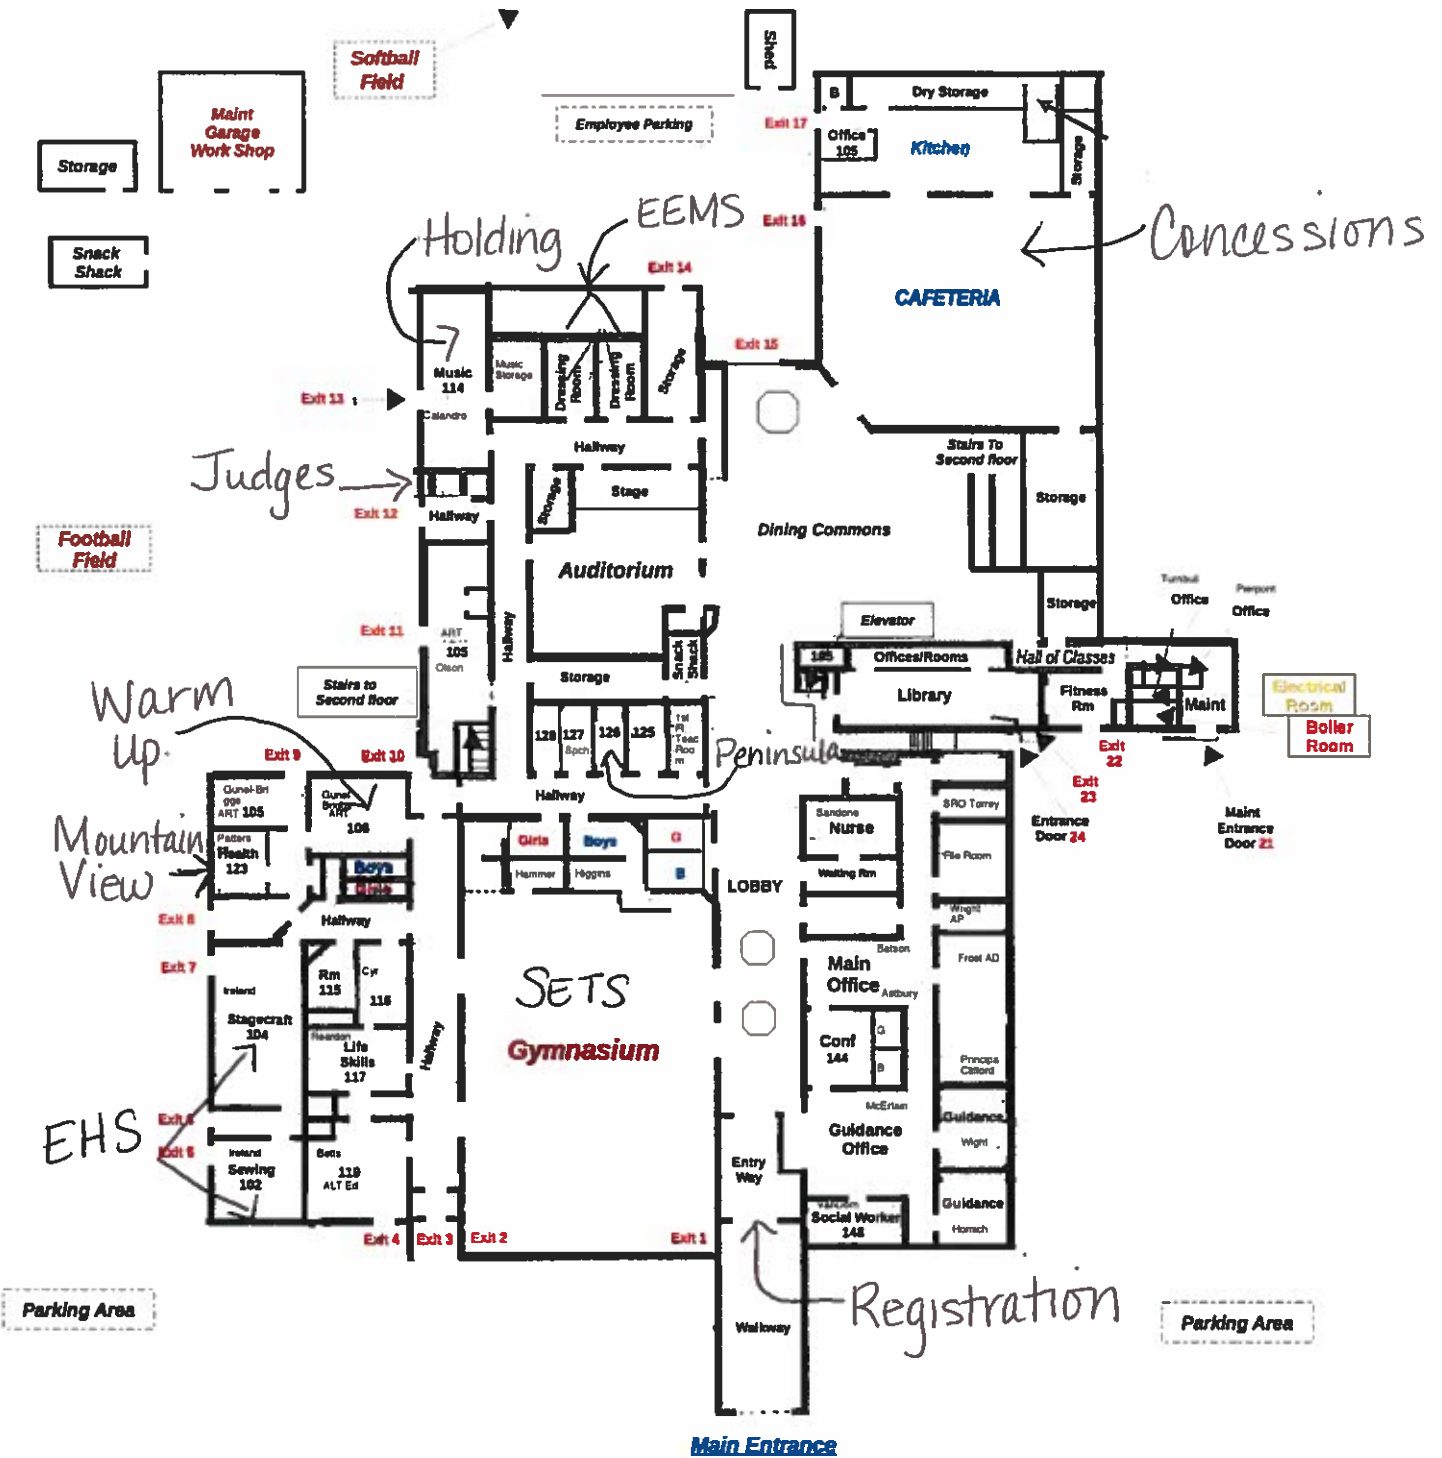 Softball
Field
Shed
Maint
Garage
Work Shop
Storage
Snack
Shack
Employee Parking
Exit 17
B
Dry Storage
Office
105
Kitchen
Storage
Exit 16
Concessions
CAFETERIA
Holding
EEMS
Exit 14
Exit 15
Music
114
Calandro
Music
Storage
Dressing
Room
Dressing
Room
Storage
Exit 13
Hallway
Judges
Exit 12
Hallway
Storage
Stage
Stairs To
Second floor
Storage
Dining Commons
Football
Field
Auditorium
Exit 11
ART
105
Olson
Hallway
Snack
Shack
Storage
Elevator
Storage
Turnbull
Office
Pierpont
Office
195
Offices/Rooms
Hall of Classes
Library
Fitness
Rm
Maint
Electrical
Room
Boiler
Room
Stairs to
Second floor
Warm
Up
Exit 9
Exit 10
128
127
Spch
126
125
Peninsula
Exit
22
Exit
23
Entrance
Door 24
Maint
Entrance
Door 21
Hallway
ART 105
ART
106
Mountain
View
Health
123
Boys
Girls
Girls
Boys
G
B
Hammer
Higgins
LOBBY
Sandone
Nurse
Waiting Rm
SRO Torrey
File Room
Wright
AP
Exit 8
Hallway
Exit 7
Ireland
Stagecraft
104
Rm
115
Cyr
116
Reardon
Life
Skills
117
Hallway
SETS
Gymnasium
Batson
Main
Office
Astbury
Frost AD
Conf
144
G
B
Principa
Clifford
McErlain
Guidance
Office
Guidance
Wight
EHS
Exit 6
Exit 5
Ireland
Sewing
102
Betts
119
ALT Ed
Entry
Way
Social Worker
148
Guidance
Horsch
Exit 4
Exit 3
Exit 2
Exit 1
Registration
Parking Area
Walkway
Parking Area
Main Entrance